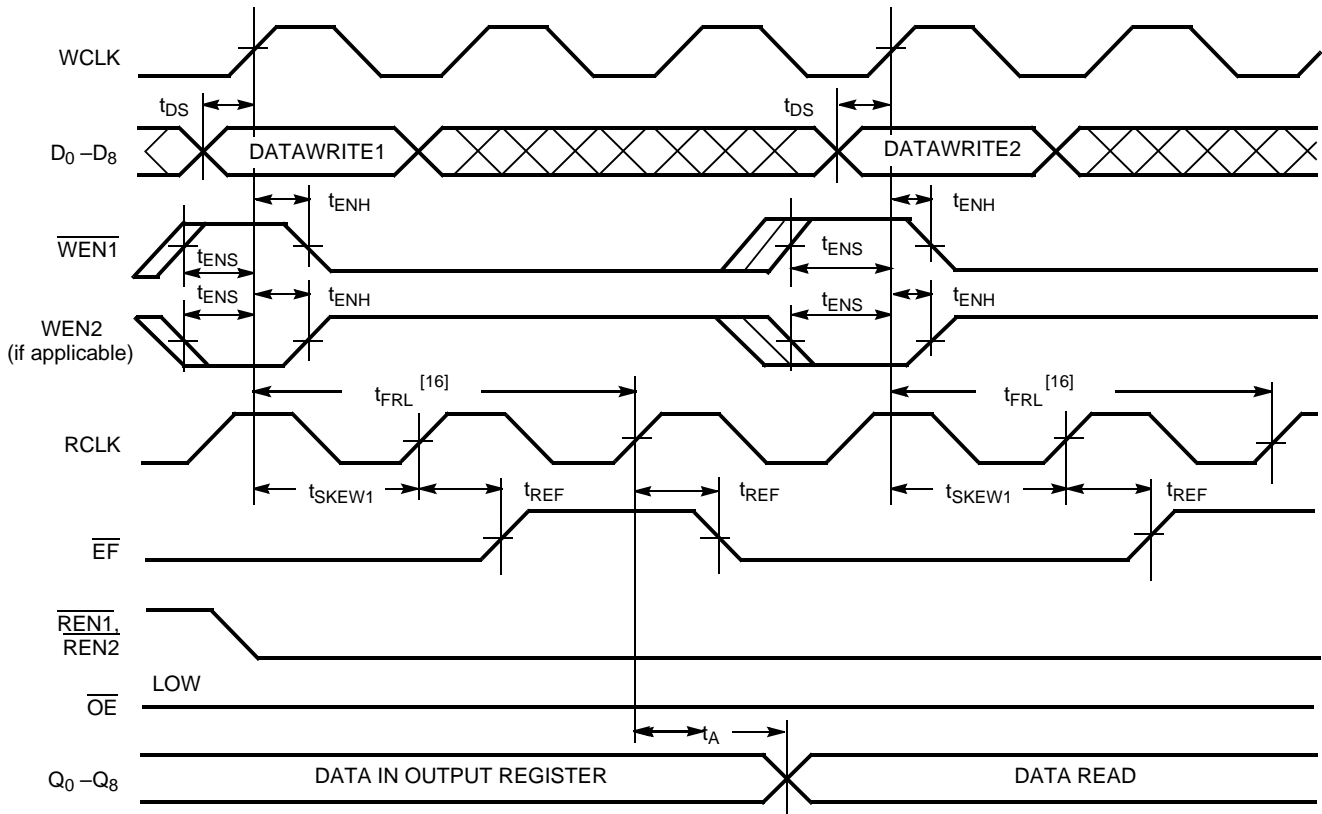 WCLK
tDS tDS
D0 –D8 DATAWRITE1 DATAWRITE2
tENH tENH
WEN1
tENS tENS
tENS tENH tENS tENH
WEN2
(if applicable)
tFRL [16] tFRL [16]
RCLK
tSKEW1 tREF tREF tSKEW1 tREF
EF
REN1,
REN2
LOW
OE
tA
Q0 –Q8 DATA IN OUTPUT REGISTER DATA READ